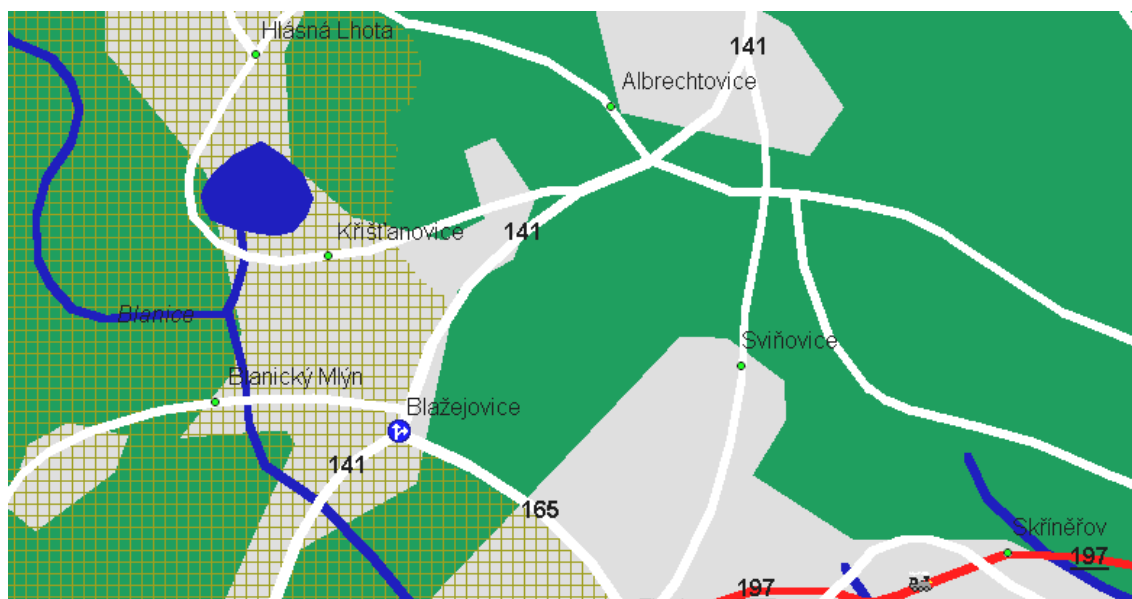 Hlásná Lhota
141
Albrechtovice
Křišťanovice
141
Blanice
Sviňovice
Blanický Mlýn
Blažejovice
141
165
Skříněřov
197
197